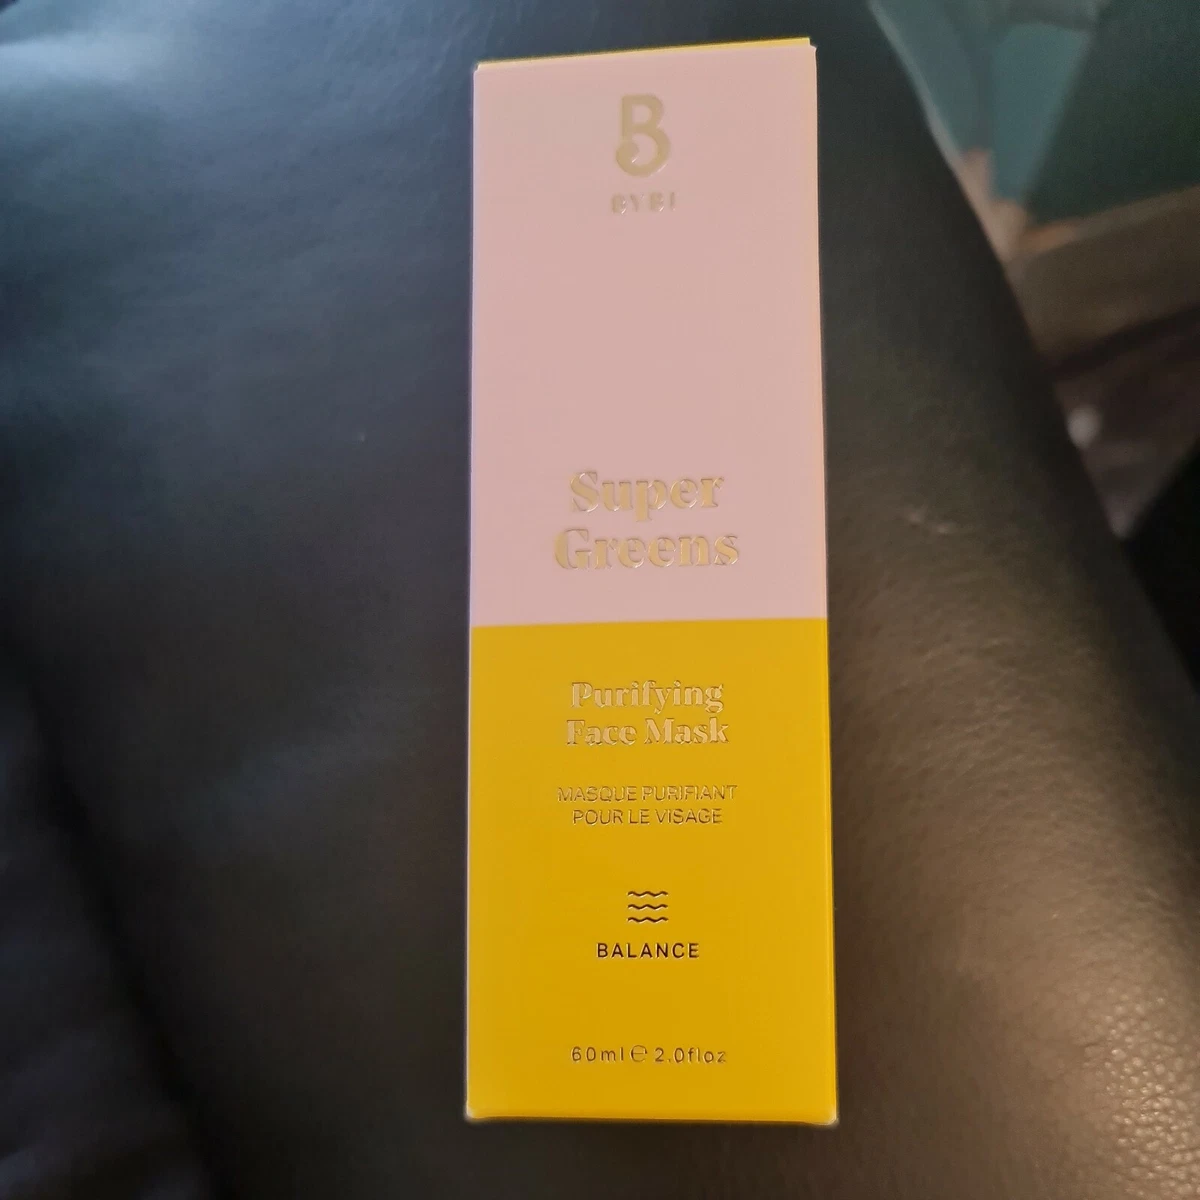 B
BYBI
Super
Greens
Purifying
Face Mask
MASQUE PURIFIANT
POUR LE VISAGE
BALANCE
60ml ℮ 2.0floz